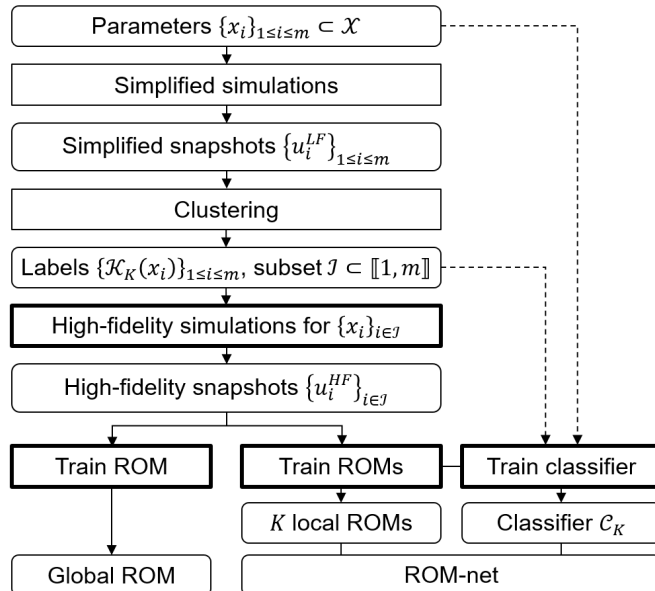 Parameters {x_i}_{1≤i≤m} ⊂ 𝒳
Simplified simulations
Simplified snapshots {u_i^{LF}}_{1≤i≤m}
Clustering
Labels {𝒦_K(x_i)}_{1≤i≤m}, subset ℐ ⊂ ⟦1, m⟧
High-fidelity simulations for {x_i}_{i∈ℐ}
High-fidelity snapshots {u_i^{HF}}_{i∈ℐ}
Train ROM
Train ROMs
Train classifier
K local ROMs
Classifier 𝒞_K
Global ROM
ROM-net